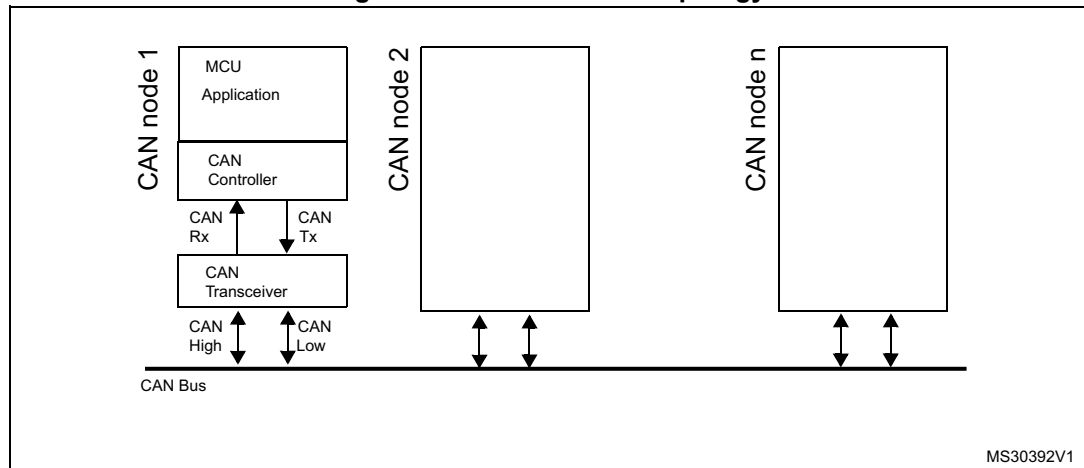 CAN node 1
MCU
Application
CAN
Controller
CAN
Rx
CAN
Tx
CAN
Transceiver
CAN
High
CAN
Low
CAN node 2
CAN node n
CAN Bus
MS30392V1